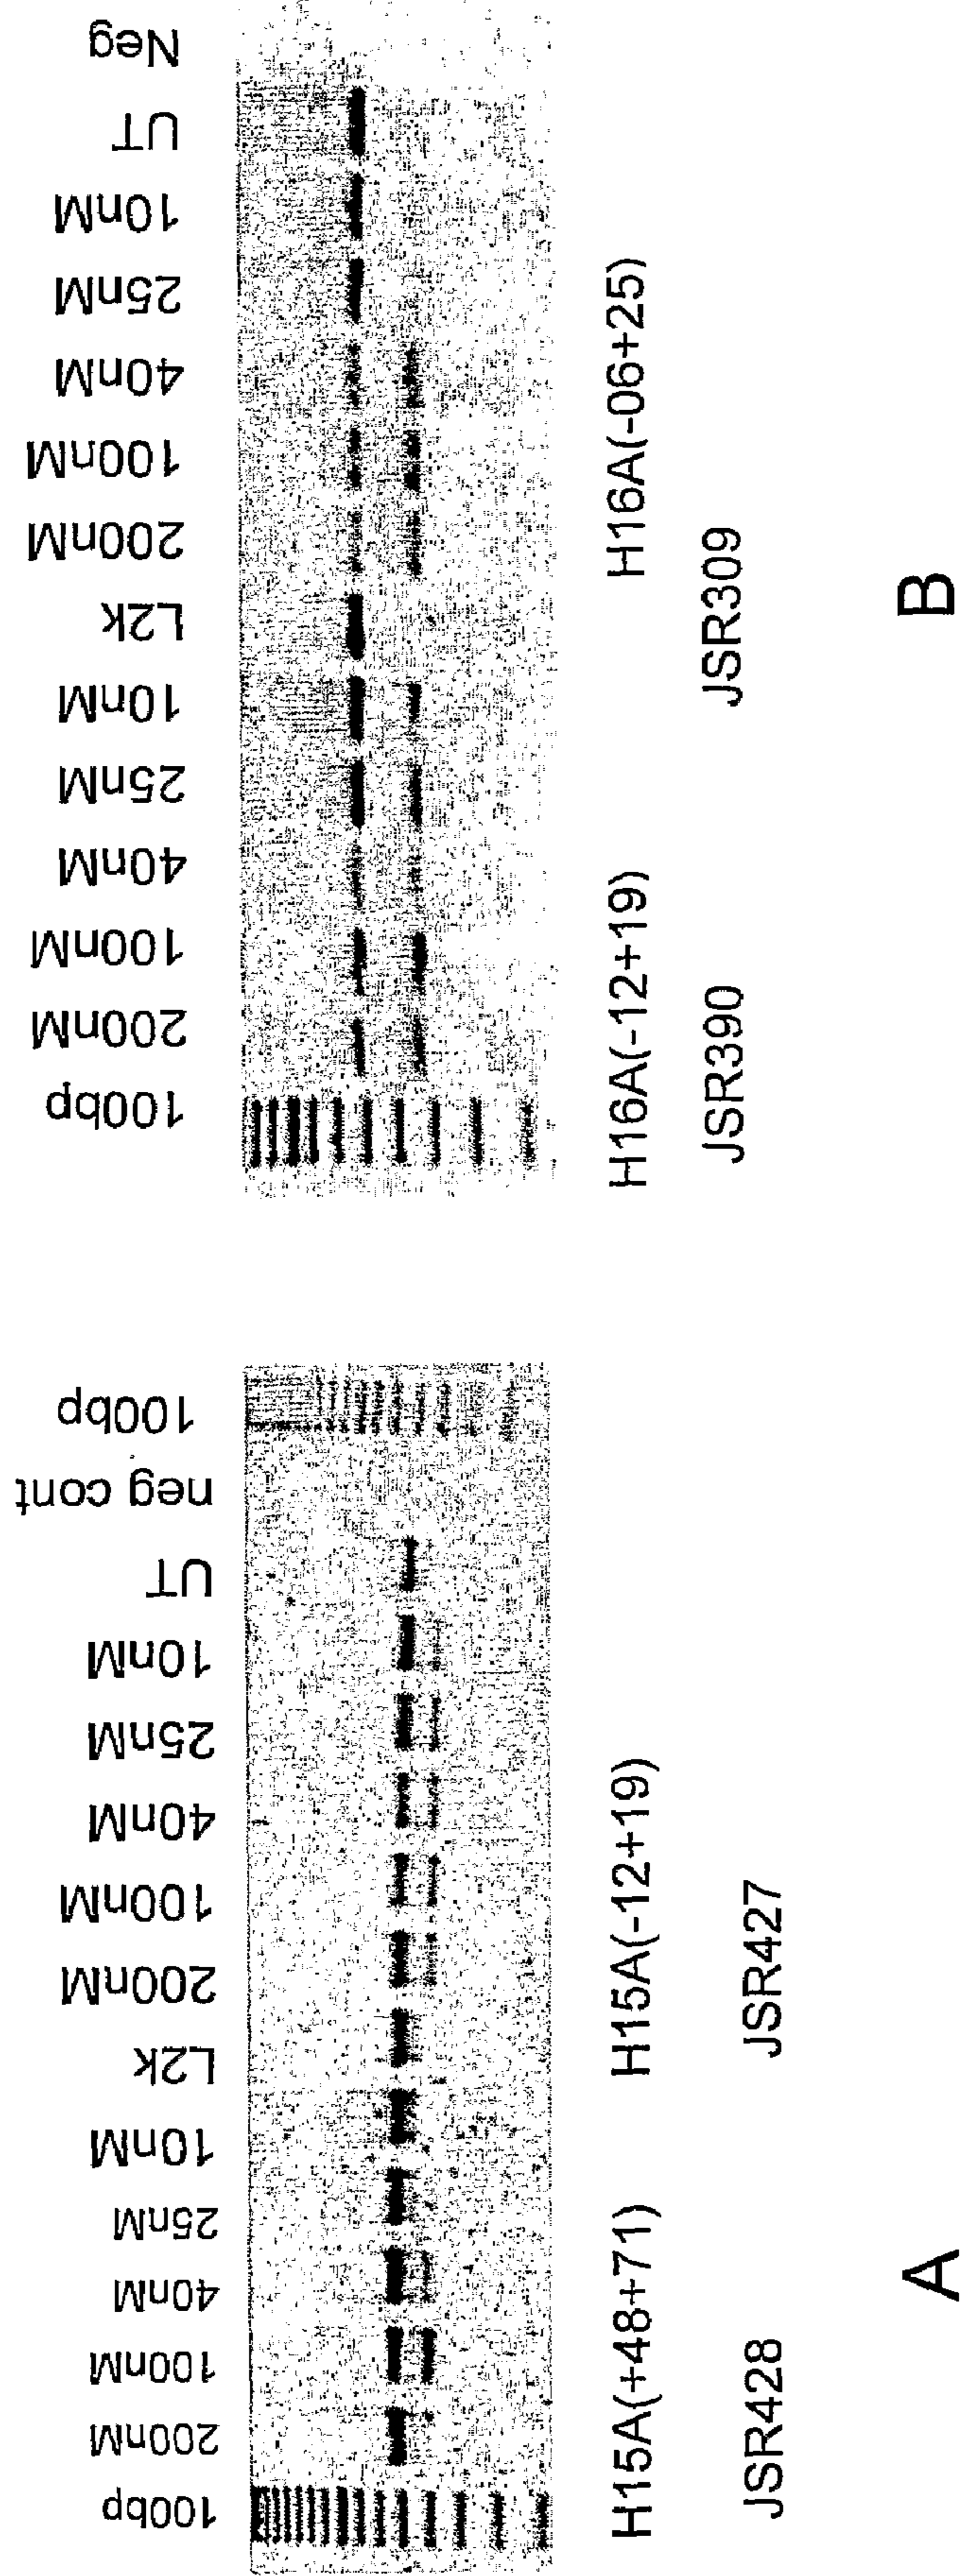 100bp
200nM
100nM
40nM
25nM
10nM
L2k
200nM
100nM
40nM
25nM
10nM
UT
neg cont
100bp
H15A(+48+71)
H15A(-12+19)
JSR428
JSR427
A
100bp
200nM
100nM
40nM
25nM
10nM
L2k
200nM
100nM
40nM
25nM
10nM
UT
Neg
H16A(-12+19)
H16A(-06+25)
JSR390
JSR309
B